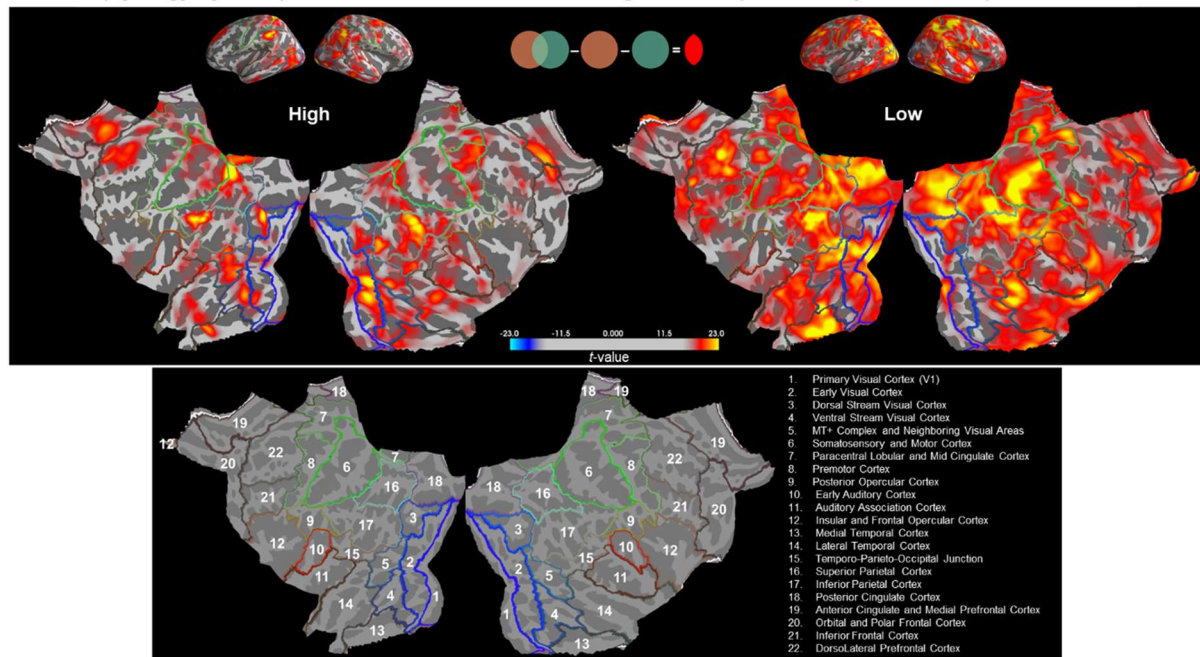 High
Low
- - =
-23.0 -11.5 0.000 11.5 23.0
t-value
18
19
7
12
20
22
8
6
7
16
18
21
9
17
3
12
10
15
11
5
2
14
4
1
13
18 19
7
19
18
16
6
8
22
21
20
3
17
9
10
12
15
2
5
11
1
4
14
13
1. Primary Visual Cortex (V1)
2. Early Visual Cortex
3. Dorsal Stream Visual Cortex
4. Ventral Stream Visual Cortex
5. MT+ Complex and Neighboring Visual Areas
6. Somatosensory and Motor Cortex
7. Paracentral Lobular and Mid Cingulate Cortex
8. Premotor Cortex
9. Posterior Opercular Cortex
10. Early Auditory Cortex
11. Auditory Association Cortex
12. Insular and Frontal Opercular Cortex
13. Medial Temporal Cortex
14. Lateral Temporal Cortex
15. Temporo-Parieto-Occipital Junction
16. Superior Parietal Cortex
17. Inferior Parietal Cortex
18. Posterior Cingulate Cortex
19. Anterior Cingulate and Medial Prefrontal Cortex
20. Orbital and Polar Frontal Cortex
21. Inferior Frontal Cortex
22. DorsoLateral Prefrontal Cortex